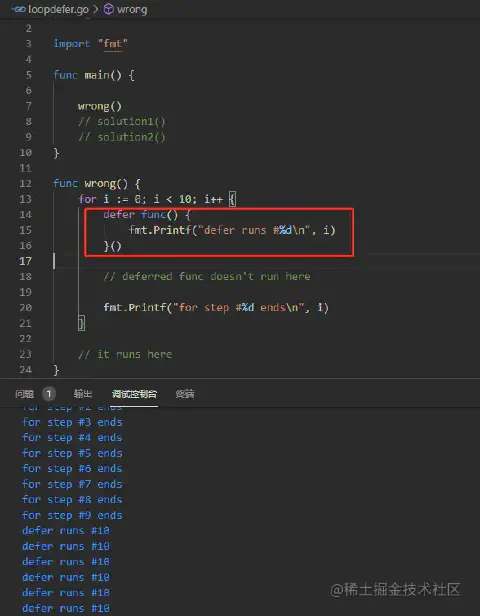 loopdefer.go > wrong
2
3 import "fmt"
4
5 func main() {
6
7 wrong()
8 // solution1()
9 // solution2()
10 }
11
12 func wrong() {
13 for i := 0; i < 10; i++ {
14 defer func() {
15 fmt.Printf("defer runs #%d\n", i)
16 }()
17
18 // deferred func doesn't run here
19
20 fmt.Printf("for step #%d ends\n", i)
21 }
22
23 // it runs here
24 }
问题 1 输出 调试控制台 终端
for step #2 ends
for step #3 ends
for step #4 ends
for step #5 ends
for step #6 ends
for step #7 ends
for step #8 ends
for step #9 ends
defer runs #10
defer runs #10
defer runs #10
defer runs #10
defer runs #10
defer runs #10
@稀土掘金技术社区